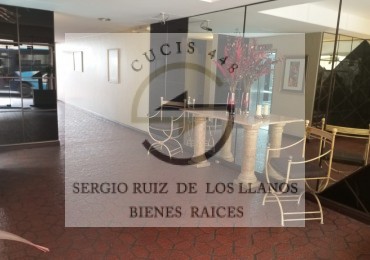 CUCIS 448
SERGIO RUIZ DE LOS LLANOS
BIENES RAICES